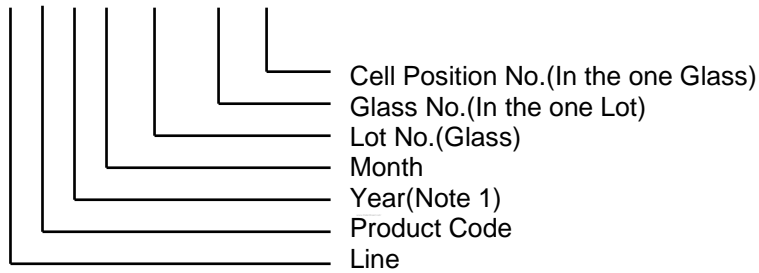 Cell Position No.(In the one Glass)
Glass No.(In the one Lot)
Lot No.(Glass)
Month
Year(Note 1)
Product Code
Line